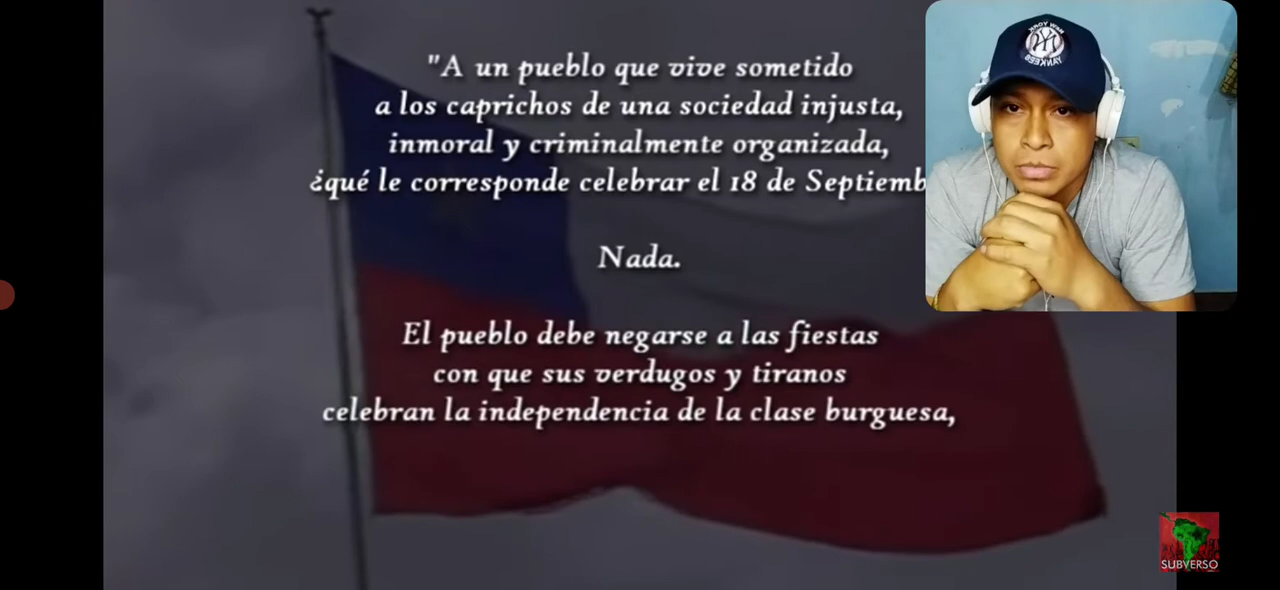 "A un pueblo que vive sometido
a los caprichos de una sociedad injusta,
inmoral y criminalmente organizada,
¿qué le corresponde celebrar el 18 de Septiemb
Nada.
El pueblo debe negarse a las fiestas
con que sus verdugos y tiranos
celebran la independencia de la clase burguesa,
YANKEES
SUBVERSO